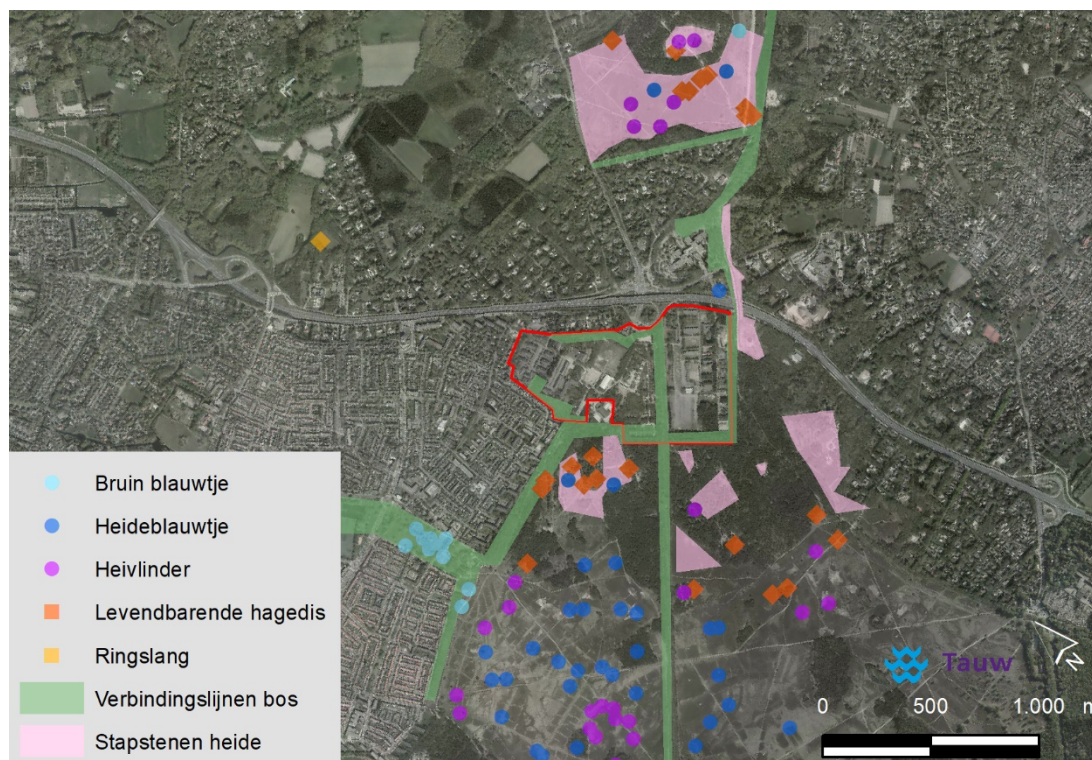 Bruin blauwtje
Heideblauwtje
Heivlinder
Levendbarende hagedis
Ringslang
Verbindingslijnen bos
Stapstenen heide
N
Tauw
0 500 1.000 m